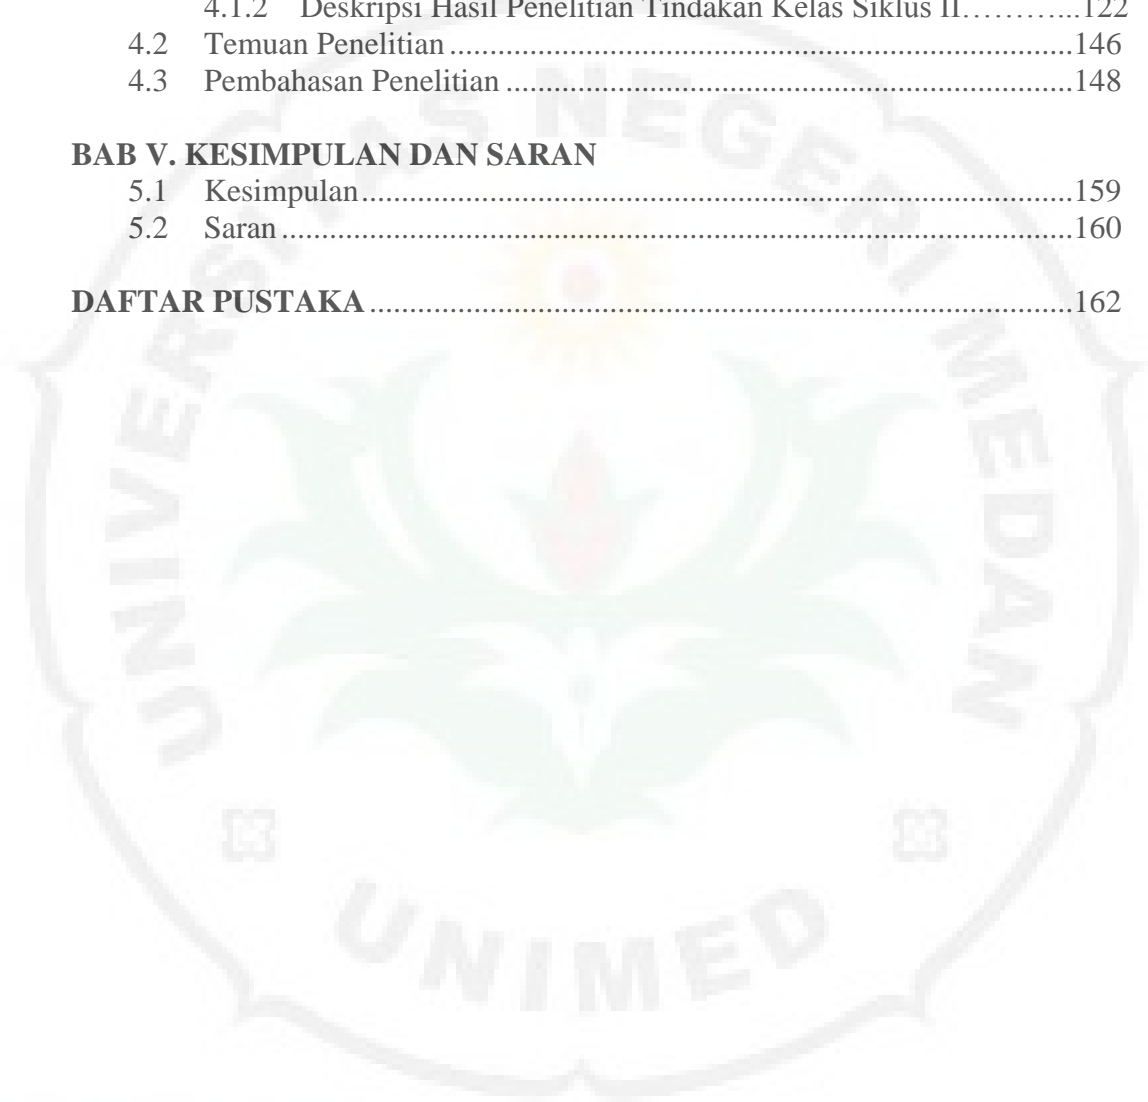 4.1.2 Deskripsi Hasil Penelitian Tindakan Kelas Siklus II………...122
4.2 Temuan Penelitian ............................................................................146
4.3 Pembahasan Penelitian .....................................................................148
BAB V. KESIMPULAN DAN SARAN
5.1 Kesimpulan.......................................................................................159
5.2 Saran .................................................................................................160
DAFTAR PUSTAKA ......................................................................................162
UNIVERSITAS NEGERI MEDAN
UNIMED